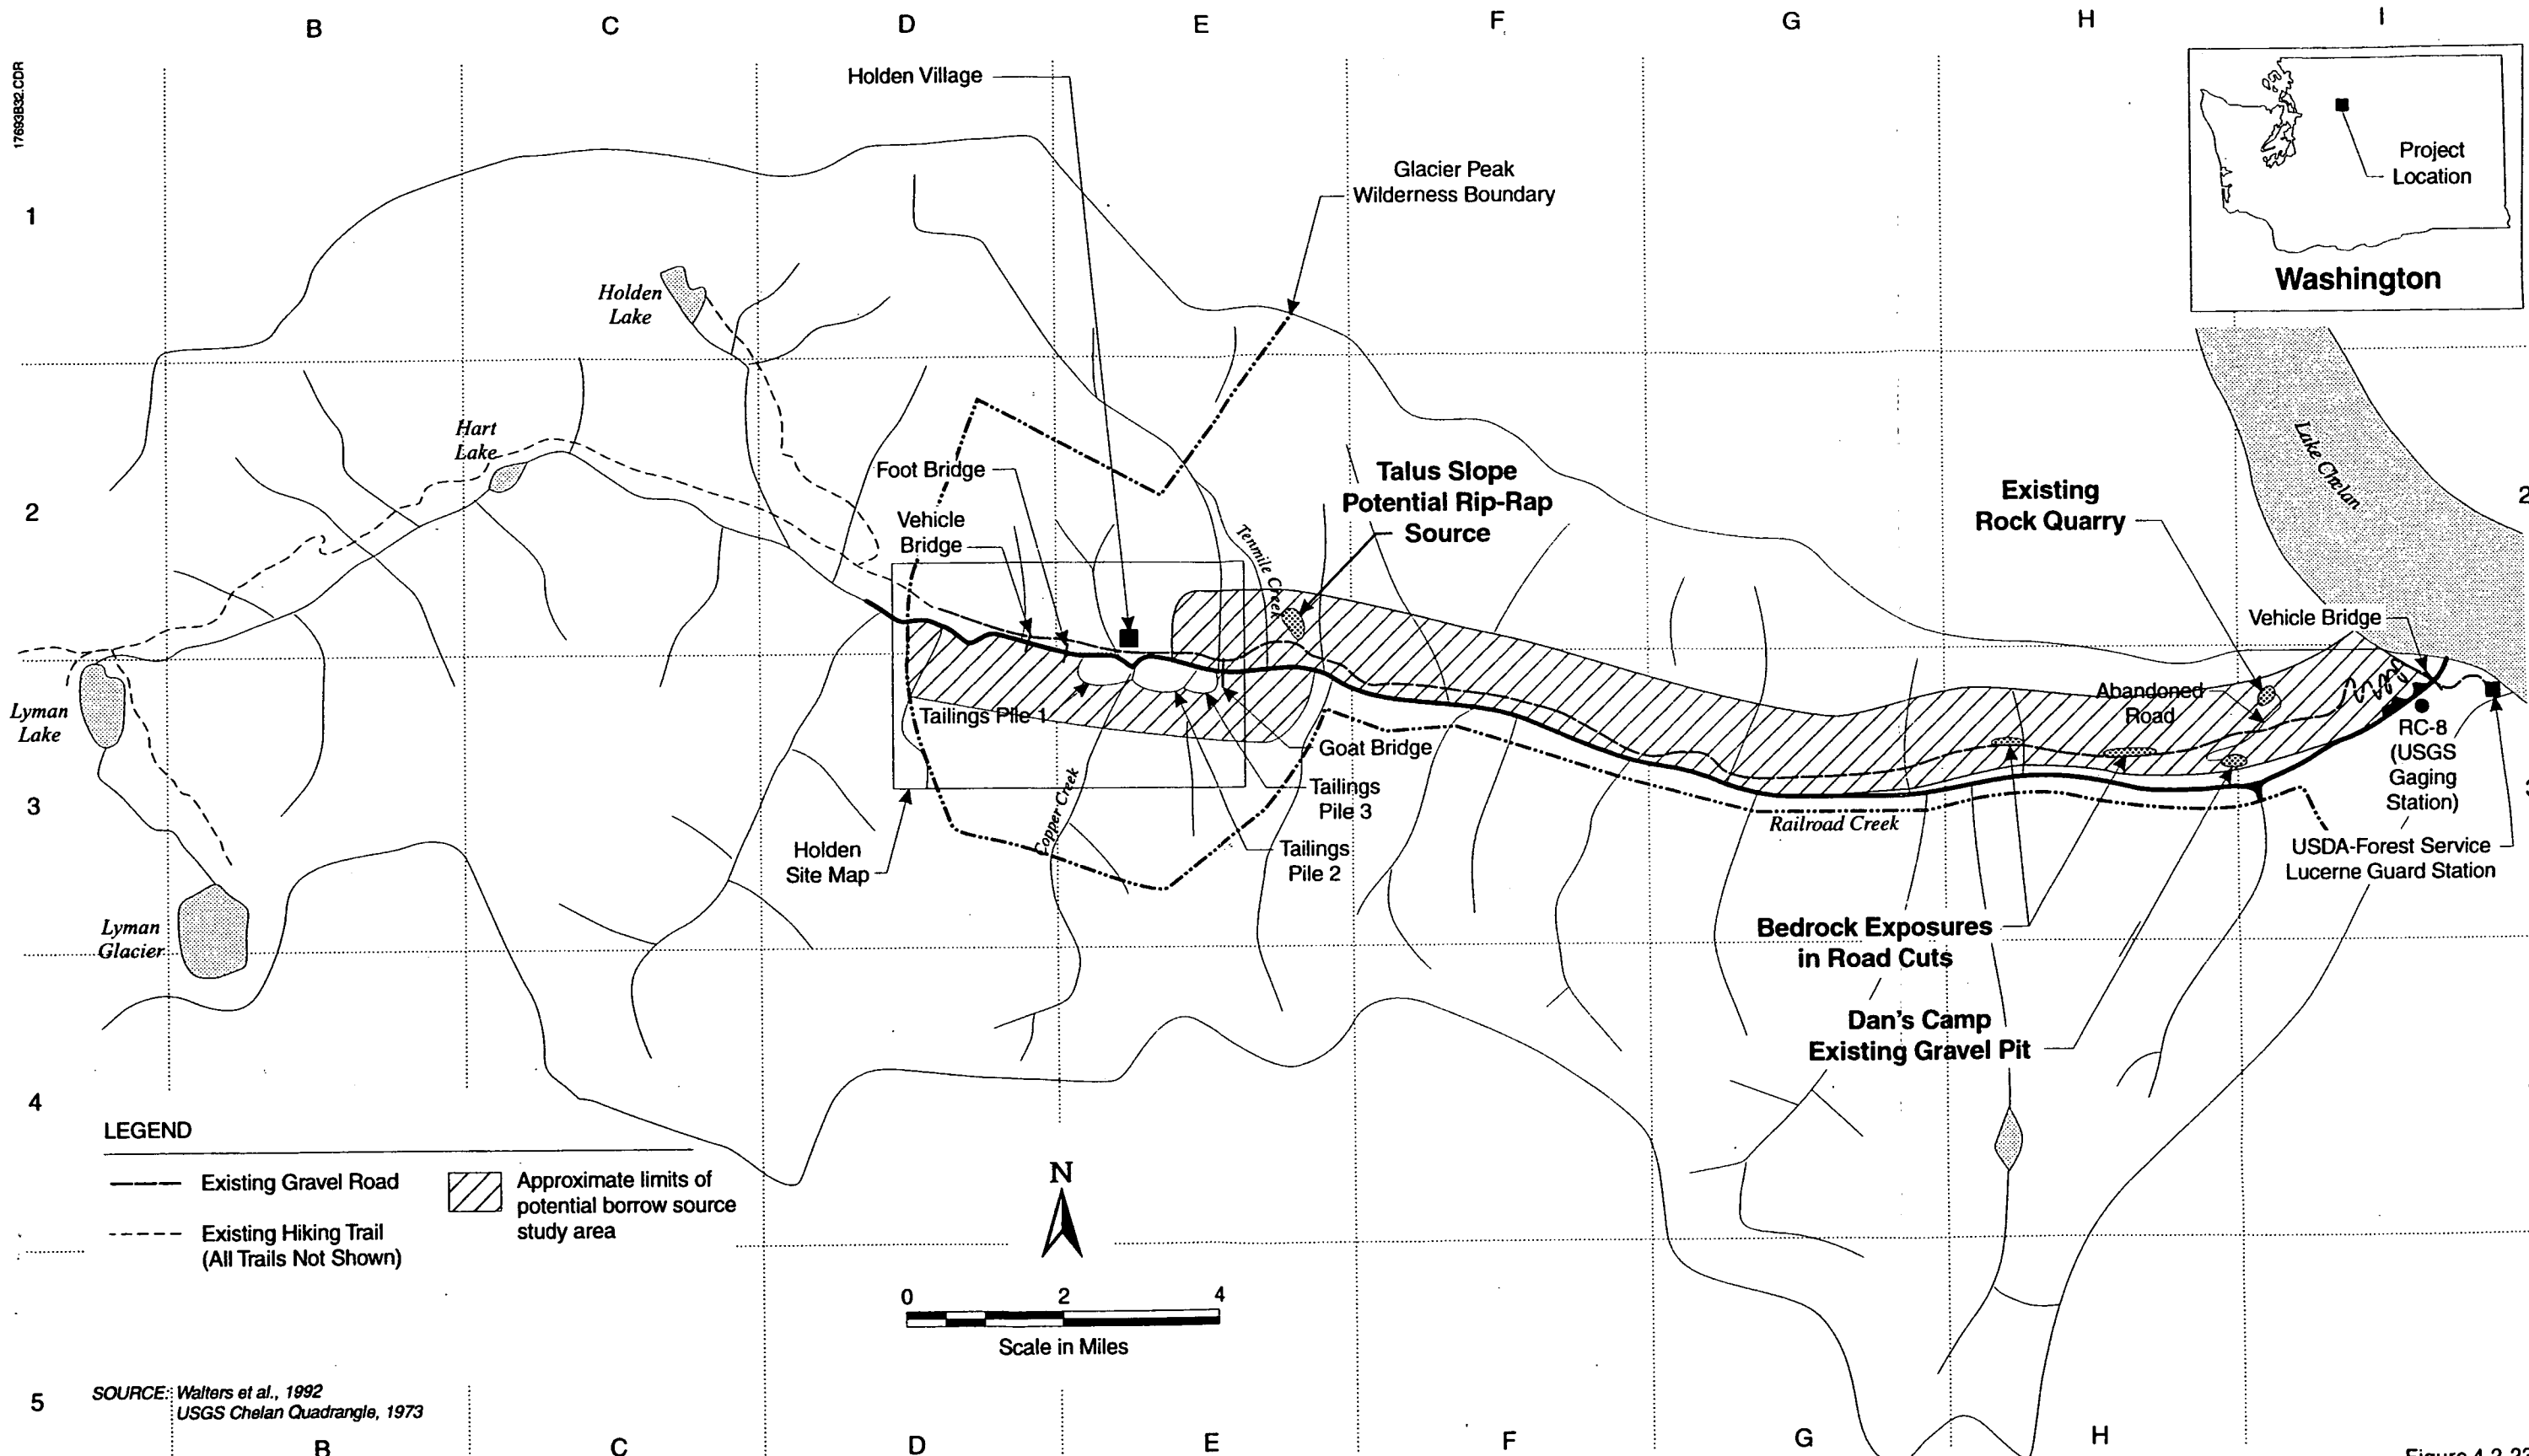 B C D E F G H I
17693B32.CDR
Holden Village
Glacier Peak
Wilderness Boundary
Project
Location
Washington
1
Holden
Lake
Hart
Lake
Foot Bridge
Vehicle
Bridge
Talus Slope
Potential Rip-Rap
Source
Existing
Rock Quarry
Lake Chelan
2
2
Tenmile Creek
Vehicle Bridge
Lyman
Lake
Tailings Pile 1
Abandoned
Road
Goat Bridge
RC-8
(USGS
Gaging
Station)
Tailings
Pile 3
3
Copper Creek
Railroad Creek
Holden
Site Map
Tailings
Pile 2
USDA-Forest Service
Lucerne Guard Station
Lyman
Glacier
Bedrock Exposures
in Road Cuts
Dan's Camp
Existing Gravel Pit
4
LEGEND
Existing Gravel Road
Existing Hiking Trail
(All Trails Not Shown)
Approximate limits of
potential borrow source
study area
N
0 2 4
Scale in Miles
5
SOURCE: Walters et al., 1992
USGS Chelan Quadrangle, 1973
B C D E F G H